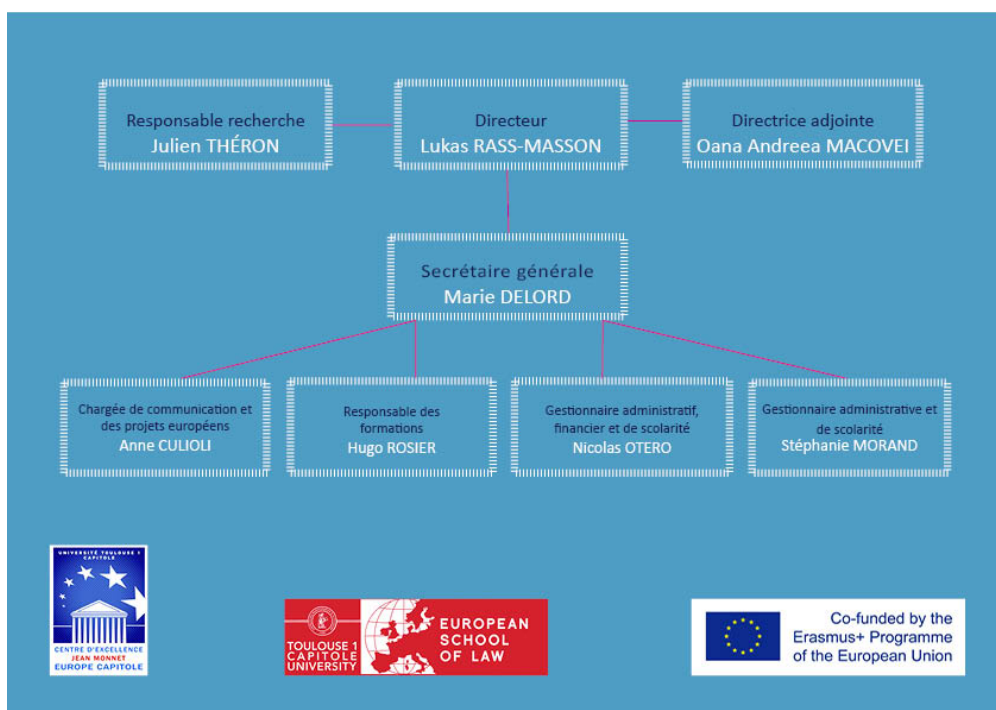 Responsable recherche
Julien THÉRON
Directeur
Lukas RASS-MASSON
Directrice adjointe
Oana Andreea MACOVEI
Secrétaire générale
Marie DELORD
Chargée de communication et
des projets européens
Anne CULIOLI
Responsable des
formations
Hugo ROSIER
Gestionnaire administratif,
financier et de scolarité
Nicolas OTERO
Gestionnaire administrative et
de scolarité
Stéphanie MORAND
UNIVERSITÉ TOULOUSE 1
CAPITOLE
CENTRE D'EXCELLENCE
JEAN MONNET
EUROPE CAPITOLE
TOULOUSE 1
CAPITOLE
UNIVERSITY
EUROPEAN
SCHOOL
OF LAW
Co-funded by the
Erasmus+ Programme
of the European Union